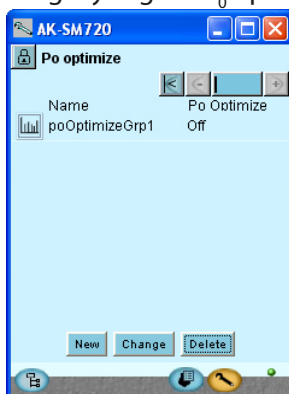 AK-SM720
Po optimize
Name Po Optimize
poOptimizeGrp1 Off
New Change Delete